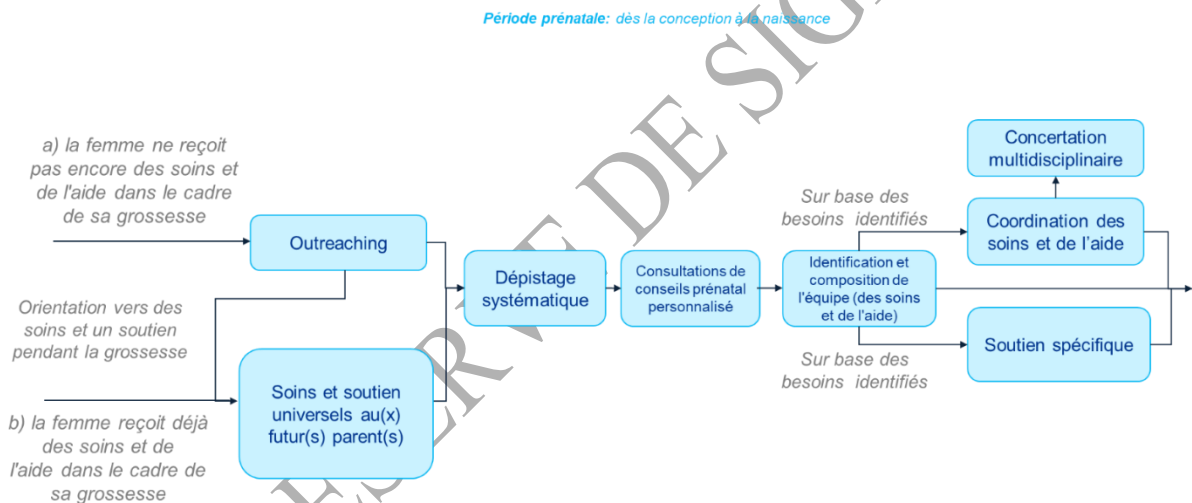 Période prénatale: dès la conception à la naissance
a) la femme ne reçoit
pas encore des soins et
de l'aide dans le cadre
de sa grossesse
Outreaching
Orientation vers des
soins et un soutien
pendant la grossesse
b) la femme reçoit déjà
des soins et de
l'aide dans le cadre de
sa grossesse
Soins et soutien
universels au(x)
futur(s) parent(s)
Dépistage
systématique
Consultations de
conseils prénatal
personnalisé
Identification et
composition de
l'équipe (des soins
et de l'aide)
Sur base des
besoins identifiés
Concertation
multidisciplinaire
Coordination des
soins et de l'aide
Sur base des
besoins identifiés
Soutien spécifique
ESERVE DE SIG